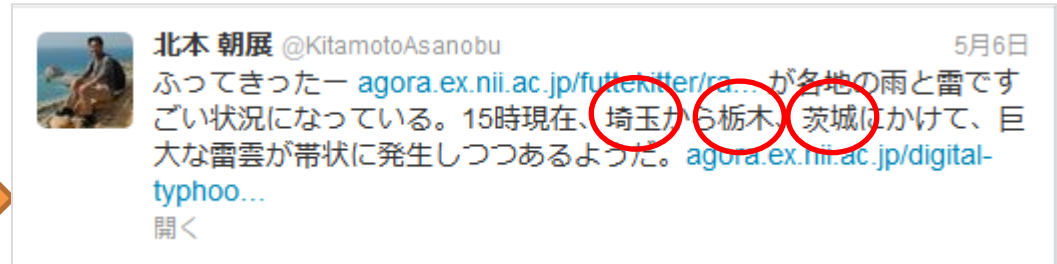 北本 朝展 @KitamotoAsanobu 5月6日
ふってきったー agora.ex.nii.ac.jp/futtekitter/ra... が各地の雨と雷です
ごい状況になっている。15時現在、埼玉から栃木、茨城にかけて、巨
大な雷雲が帯状に発生しつつあるようだ。agora.ex.nii.ac.jp/digital-
typhoo...
開く